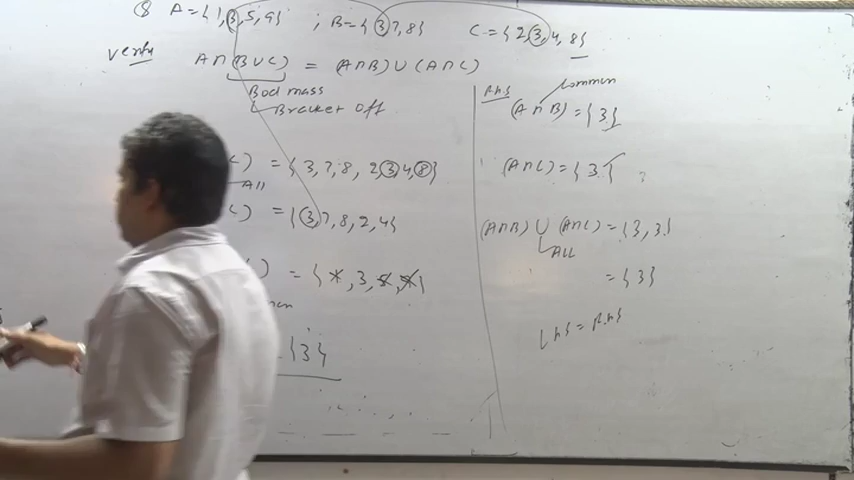 ⑧ A = {1, 3, 5, 9} ; B = { 3 7, 8} C = { 2, 3, 4, 8}
Verify A∩(B∪C) = (A∩B)∪(A∩C)
Bod mass
Bracket Off
C) = {3, 7, 8, 2, 3, 4, 8}
All
C) = {3, 7, 8, 2, 4}
) = {
, 3,
{3}
RHS
Common
(A∩B) = {3}
(A∩C) = {3}
(A∩B) ∪ (A∩C) = {3, 3}
ALL
= {3}
LHS = RHS